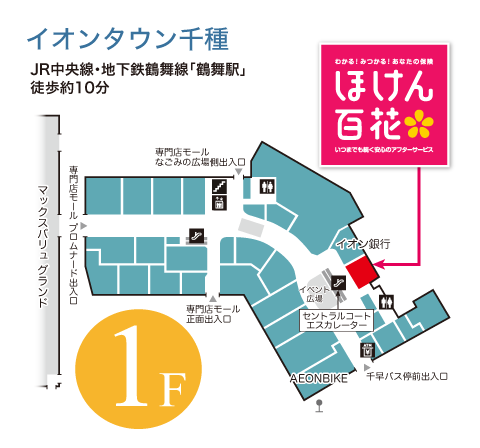 イオンタウン千種
JR中央線・地下鉄鶴舞線「鶴舞駅」
徒歩約10分
わかる!みつかる!あなたの保険
ほけん
百花
いつまでも続く安心のアフターサービス
専門店モール
なごみの広場側出入口
専門店モール プロムナード出入口
マックスバリュ グランド
イオン銀行
イベント
広場
セントラルコート
エスカレーター
専門店モール
正面出入口
ATM
千早バス停前出入口
AEONBIKE
1F